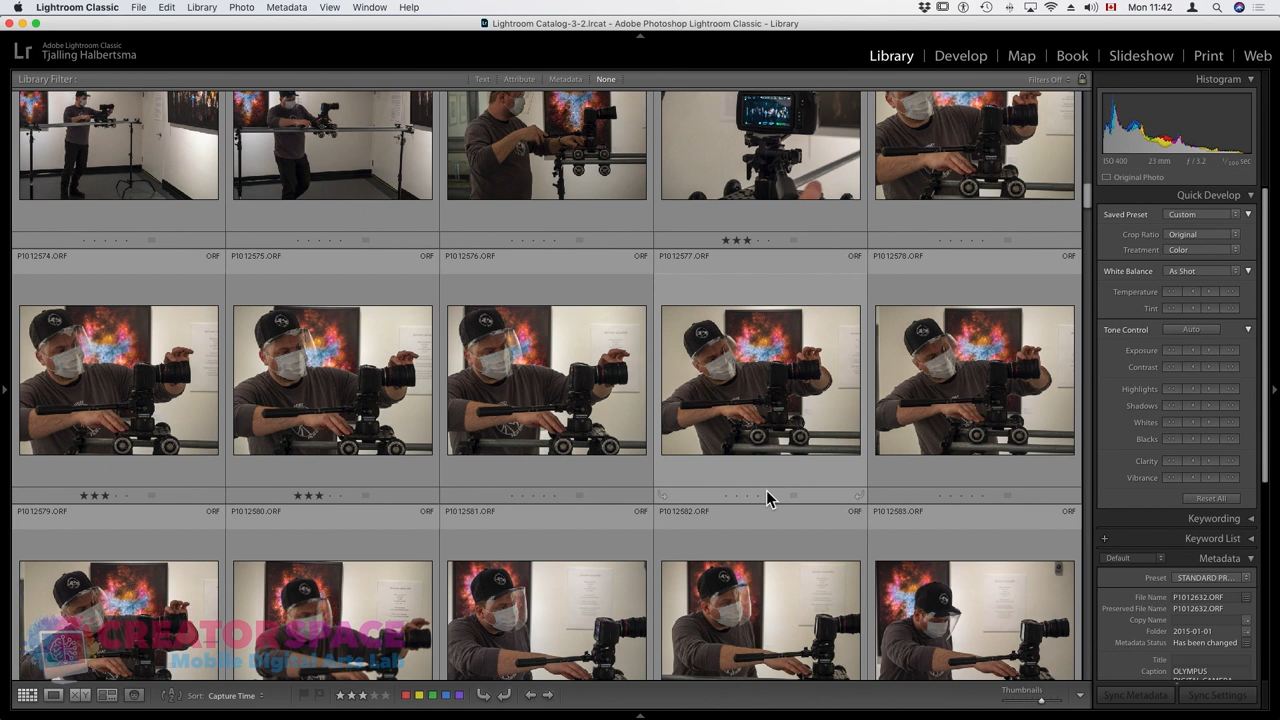 Lightroom Classic File Edit Library Photo Metadata View Window Help Mon 11:42
Lightroom Catalog-3-2.lrcat - Adobe Photoshop Lightroom Classic - Library
Lr Adobe Lightroom Classic
Tjalling Halbertsma
Library | Develop | Map | Book | Slideshow | Print | Web
Library Filter : Text Attribute Metadata None Filters Off
Histogram
ISO 400 23 mm ƒ / 3.2 sec
Original Photo
Quick Develop
Saved Preset Custom
Crop Ratio Original
Treatment Color
White Balance As Shot
Temperature
Tint
Tone Control Auto
Exposure
Contrast
Highlights
Shadows
Whites
Blacks
Clarity
Vibrance
Reset All
Keywording
+ Keyword List
Default Metadata
Preset STANDARD PR...
File Name P1012632.ORF
Preserved File Name P1012632.ORF
Copy Name
Folder 2015-01-01
Metadata Status Has been changed
Title
Caption OLYMPUS
Sync Metadata Sync Settings
P1012574.ORF ORF P1012575.ORF ORF P1012576.ORF ORF P1012577.ORF ORF P1012578.ORF ORF
P1012579.ORF ORF P1012580.ORF ORF P1012581.ORF ORF P1012582.ORF ORF P1012583.ORF ORF
CREATORSPACE
Mobile Digital Arts Lab
Sort: Capture Time Thumbnails